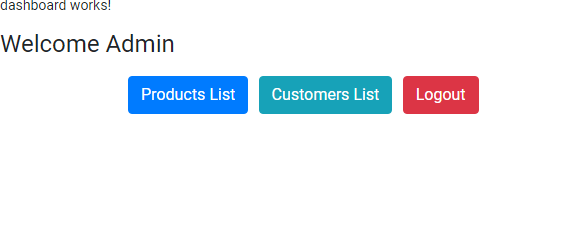 dashboard works!
Welcome Admin
Products List Customers List Logout